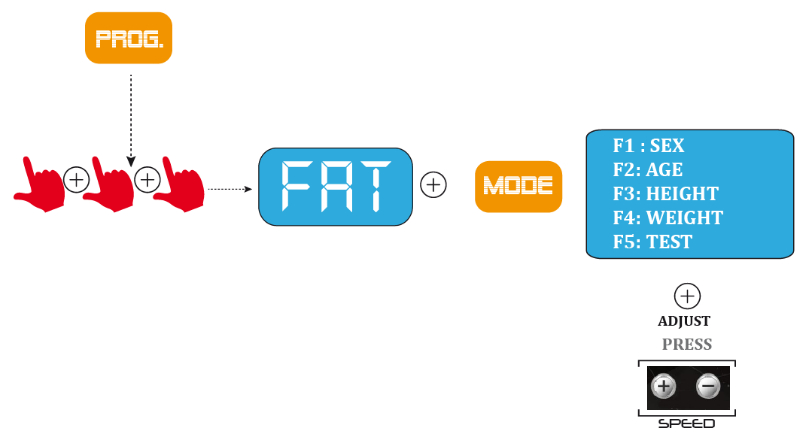 PROG.
FAT
MODE
F1 : SEX
F2: AGE
F3: HEIGHT
F4: WEIGHT
F5: TEST
ADJUST
PRESS
SPEED